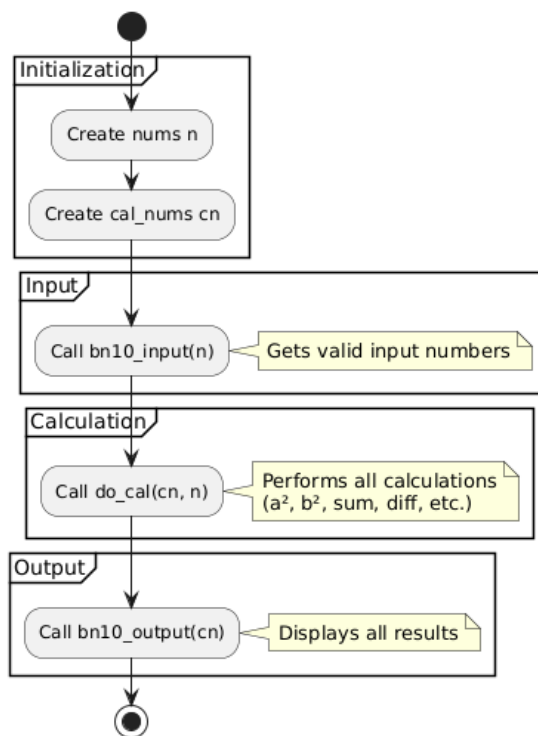 Initialization
Create nums n
Create cal_nums cn
Input
Call bn10_input(n)
Gets valid input numbers
Calculation
Call do_cal(cn, n)
Performs all calculations
(a², b², sum, diff, etc.)
Output
Call bn10_output(cn)
Displays all results